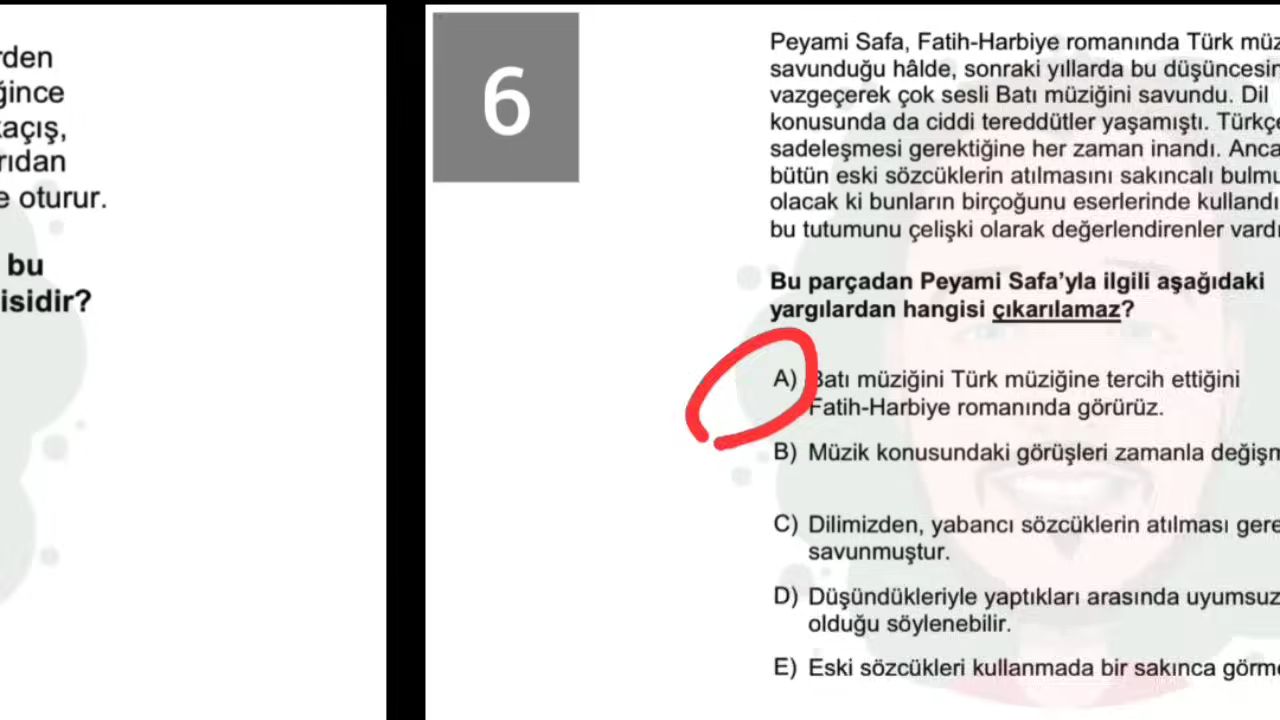 rden
ğince
kaçış,
rıdan
e oturur.
bu
isidir?
6
Peyami Safa, Fatih-Harbiye romanında Türk müz
savunduğu hâlde, sonraki yıllarda bu düşüncesin
vazgeçerek çok sesli Batı müziğini savundu. Dil
konusunda da ciddi tereddütler yaşamıştı. Türkçe
sadeleşmesi gerektiğine her zaman inandı. Anca
bütün eski sözcüklerin atılmasını sakıncalı bulmu
olacak ki bunların birçoğunu eserlerinde kullandı
bu tutumunu çelişki olarak değerlendirenler vardı
Bu parçadan Peyami Safa'yla ilgili aşağıdaki
yargılardan hangisi çıkarılamaz?
A) Batı müziğini Türk müziğine tercih ettiğini
Fatih-Harbiye romanında görürüz.
B) Müzik konusundaki görüşleri zamanla değişm
C) Dilimizden, yabancı sözcüklerin atılması gere
savunmuştur.
D) Düşündükleriyle yaptıkları arasında uyumsuz
olduğu söylenebilir.
E) Eski sözcükleri kullanmada bir sakınca görme